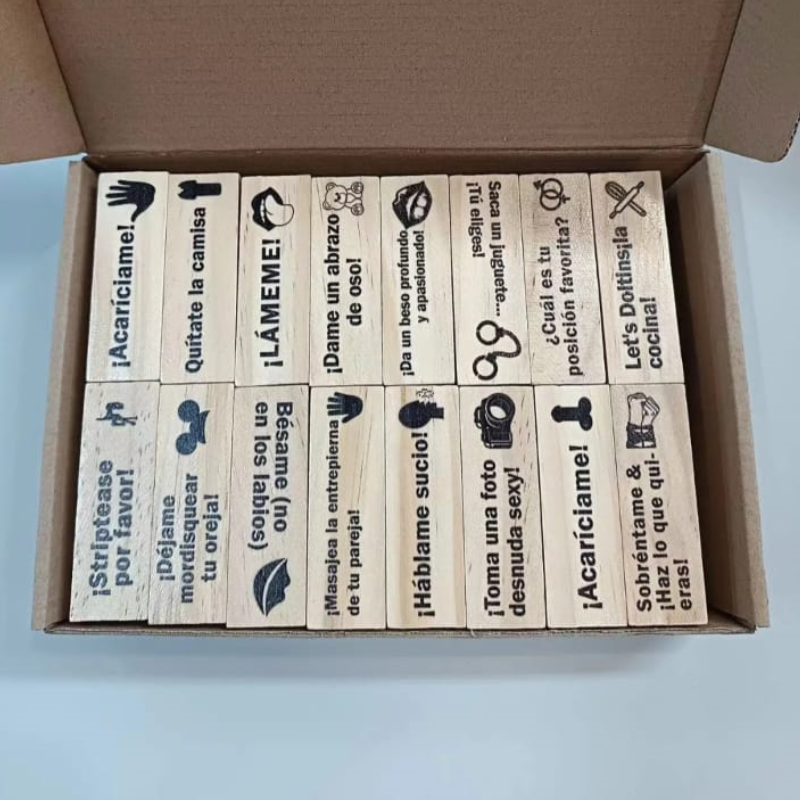 ¡Acaríciame!
Quítate la camisa
¡LÁMEME!
¡Dame un abrazo
de oso!
¡Da un beso profundo
y apasionado!
Saca un juguete...
¡Tú eliges!
¿Cuál es tu
posición favorita?
Let's Doltins¡la
cocina!
¡Striptease
por favor!
¡Déjame
mordisquear
tu oreja!
Bésame (no
en los labios)
¡Masajea la entrepierna
de tu pareja!
¡Háblame sucio!
¡Toma una foto
desnuda sexy!
¡Acaríciame!
Sobréntame &
¡Haz lo que qui-
eras!